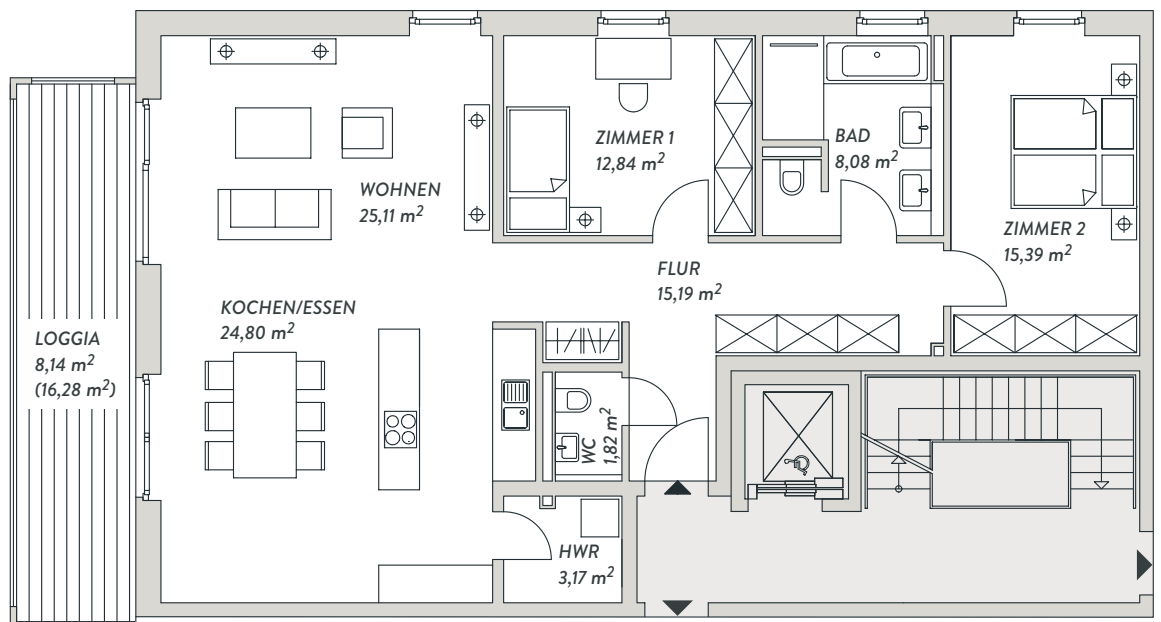 ZIMMER 1
12,84 m²
BAD
8,08 m²
WOHNEN
25,11 m²
ZIMMER 2
15,39 m²
FLUR
15,19 m²
KOCHEN/ESSEN
24,80 m²
LOGGIA
8,14 m²
(16,28 m²)
WC
1,82 m²
HWR
3,17 m²